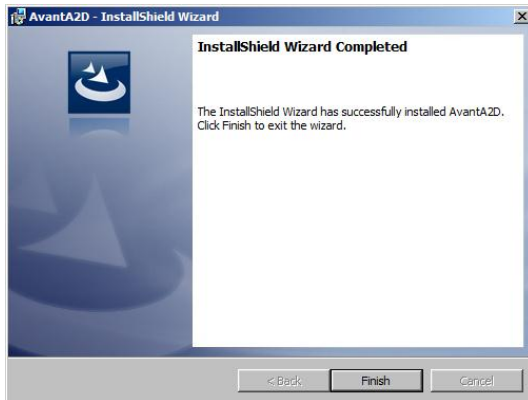 AvantA2D - InstallShield Wizard
InstallShield Wizard Completed
The InstallShield Wizard has successfully installed AvantA2D.
Click Finish to exit the wizard.
< Back
Finish
Cancel